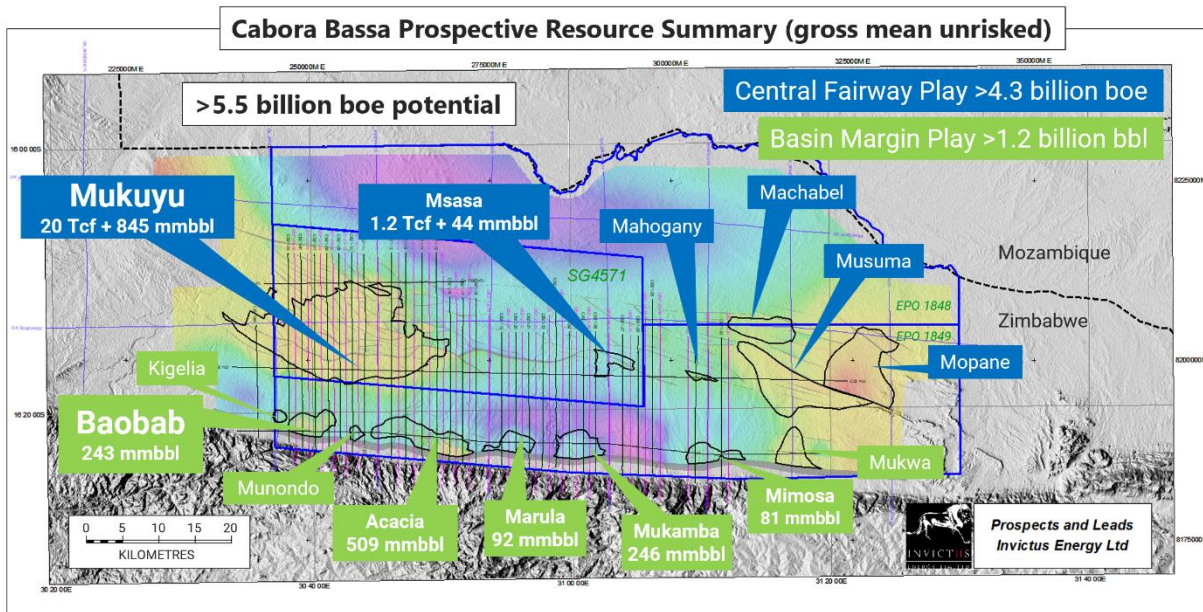 Cabora Bassa Prospective Resource Summary (gross mean unrisked)
225000M E
250000M E
275000M E
300000M E
325000M E
350000M E
>5.5 billion boe potential
Central Fairway Play >4.3 billion boe
Basin Margin Play >1.2 billion bbl
16 00 00S
8225000M
Mukuyu
20 Tcf + 845 mmbbl
Msasa
1.2 Tcf + 44 mmbbl
Mahogany
Machabel
Musuma
Mozambique
SG4571
EPO 1848
EPO 1849
Zimbabwe
Mopane
8200000M
Kigelia
16 20 00S
Baobab
243 mmbbl
Munondo
Acacia
509 mmbbl
Marula
92 mmbbl
Mukamba
246 mmbbl
Mimosa
81 mmbbl
Mukwa
0 5 10 15 20
KILOMETRES
INVICTUS
Prospects and Leads
Invictus Energy Ltd
8175000M
30 20 00E
30 40 00E
31 00 00E
31 20 00E
31 40 00E